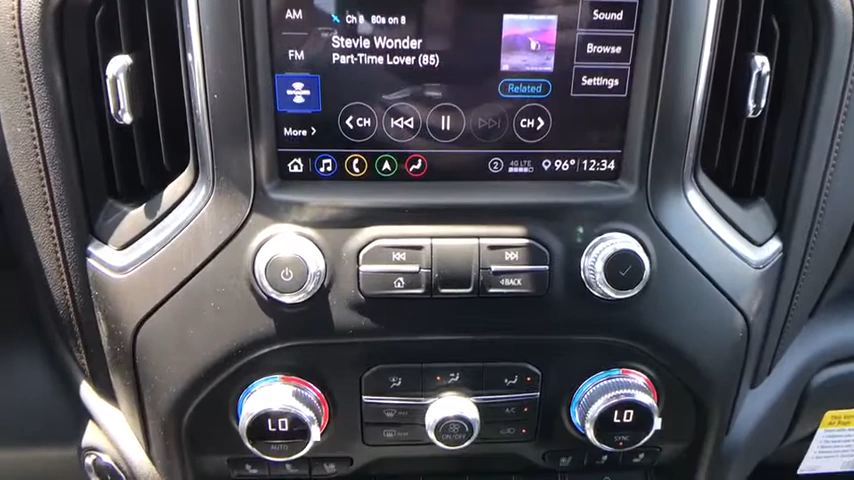 AM
Ch 8 80s on 8
Sound
Stevie Wonder
FM
Part-Time Lover (85)
Browse
Related
Settings
CH
CH
More
2
4G LTE
96°
12:34
BACK
LO
A/C
LO
AUTO
ON/OFF
SYNC